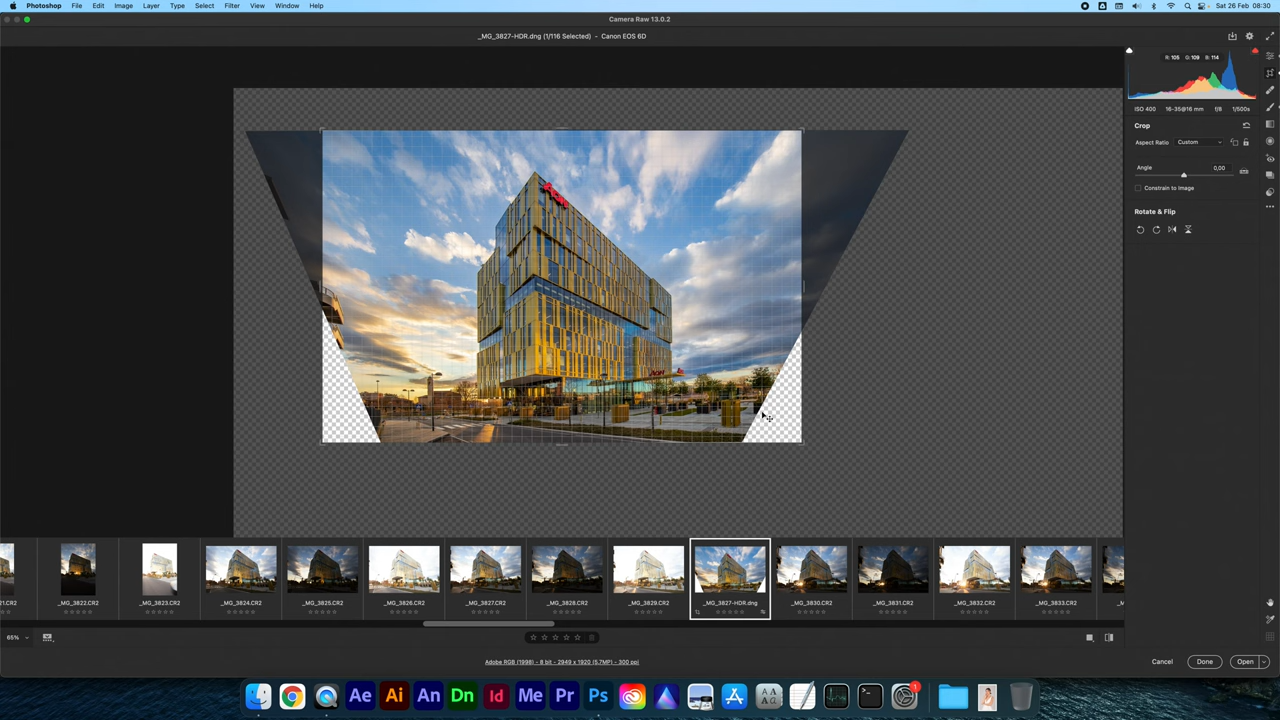 Photoshop File Edit Image Layer Type Select Filter View Window Help
Sat 26 Feb 08:30
Camera Raw 13.0.2
_MG_3827-HDR.dng (1/116 Selected) - Canon EOS 6D
R: 105 G: 109 B: 114
ISO 400 16-35@16 mm f/8 1/500s
Crop
Aspect Ratio Custom
Angle 0,00
Constrain to Image
Rotate & Flip
21.CR2 _MG_3822.CR2 _MG_3823.CR2 _MG_3824.CR2 _MG_3825.CR2 _MG_3826.CR2 _MG_3827.CR2 _MG_3828.CR2 _MG_3829.CR2 _MG_3827-HDR.dng _MG_3830.CR2 _MG_3831.CR2 _MG_3832.CR2 _MG_3833.CR2
65%
Adobe RGB (1998) - 8 bit - 2949 x 1920 (5,7MP) - 300 ppi
Cancel Done Open
Ae Ai An Dn Id Me Pr Ps 1